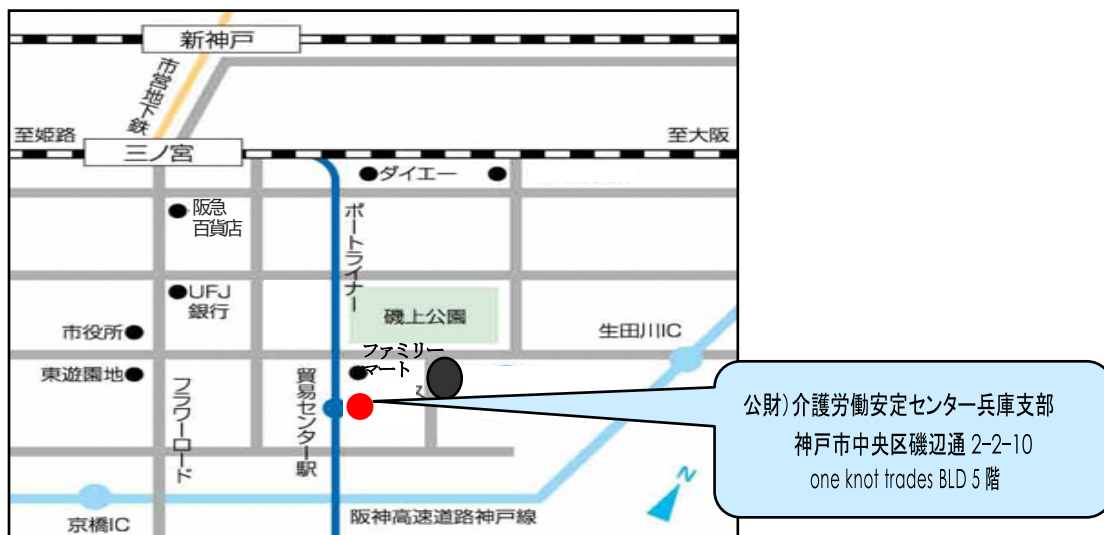 新神戸
市営地下鉄
至姫路
至大阪
三ノ宮
ダイエー
阪急
百貨店
ポートライナー
UFJ
銀行
磯上公園
市役所
生田川IC
ファミリー
マート
東遊園地
フラワーロード
貿易センター駅
公財)介護労働安定センター兵庫支部
神戸市中央区磯辺通 2-2-10
one knot trades BLD 5 階
N
京橋IC
阪神高速道路神戸線